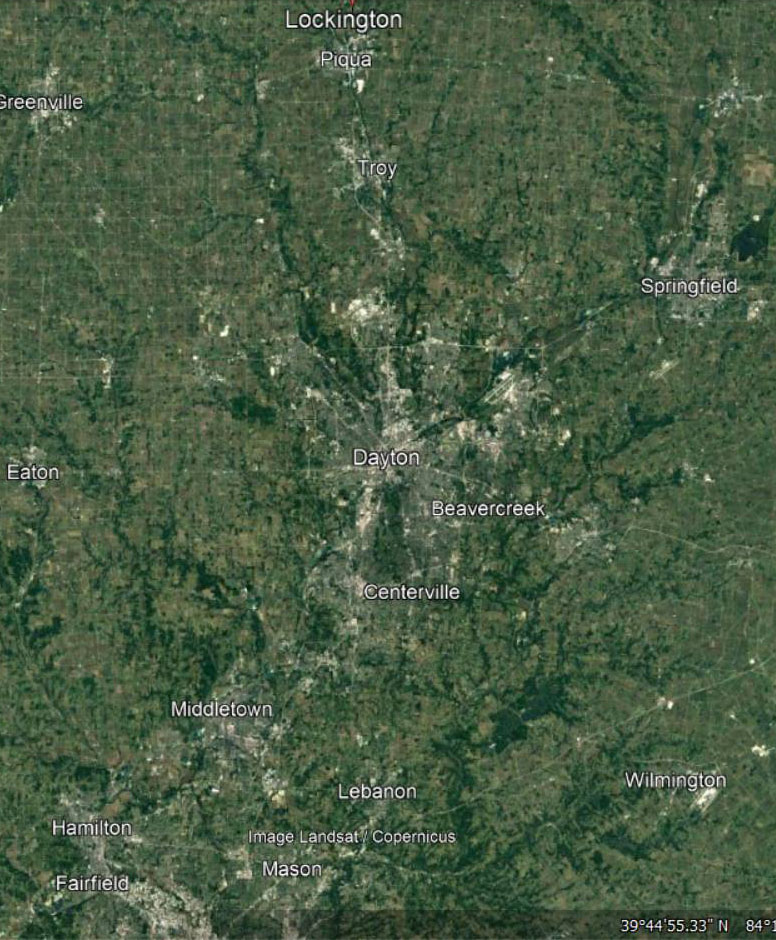 Lockington
Piqua
Greenville
Troy
Springfield
Dayton
Eaton
Beavercreek
Centerville
Middletown
Wilmington
Lebanon
Hamilton
Image Landsat / Copernicus
Mason
Fairfield
39°44'55.33" N 84°1